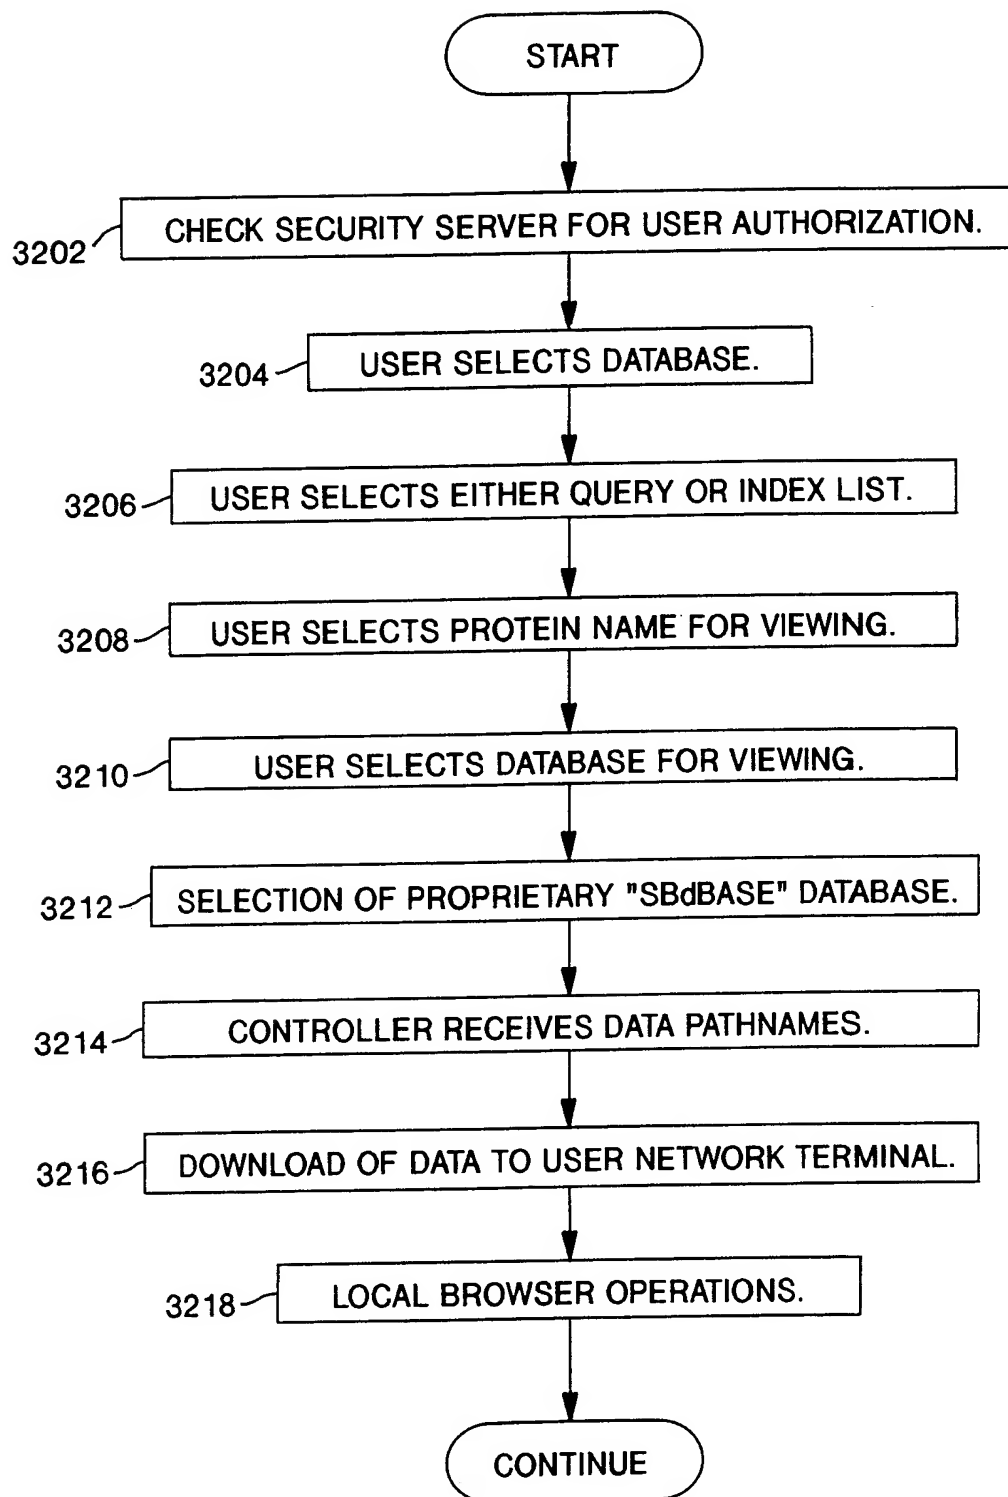 START
3202
CHECK SECURITY SERVER FOR USER AUTHORIZATION.
3204
USER SELECTS DATABASE.
3206
USER SELECTS EITHER QUERY OR INDEX LIST.
3208
USER SELECTS PROTEIN NAME FOR VIEWING.
3210
USER SELECTS DATABASE FOR VIEWING.
3212
SELECTION OF PROPRIETARY "SBdBASE" DATABASE.
3214
CONTROLLER RECEIVES DATA PATHNAMES.
3216
DOWNLOAD OF DATA TO USER NETWORK TERMINAL.
3218
LOCAL BROWSER OPERATIONS.
CONTINUE